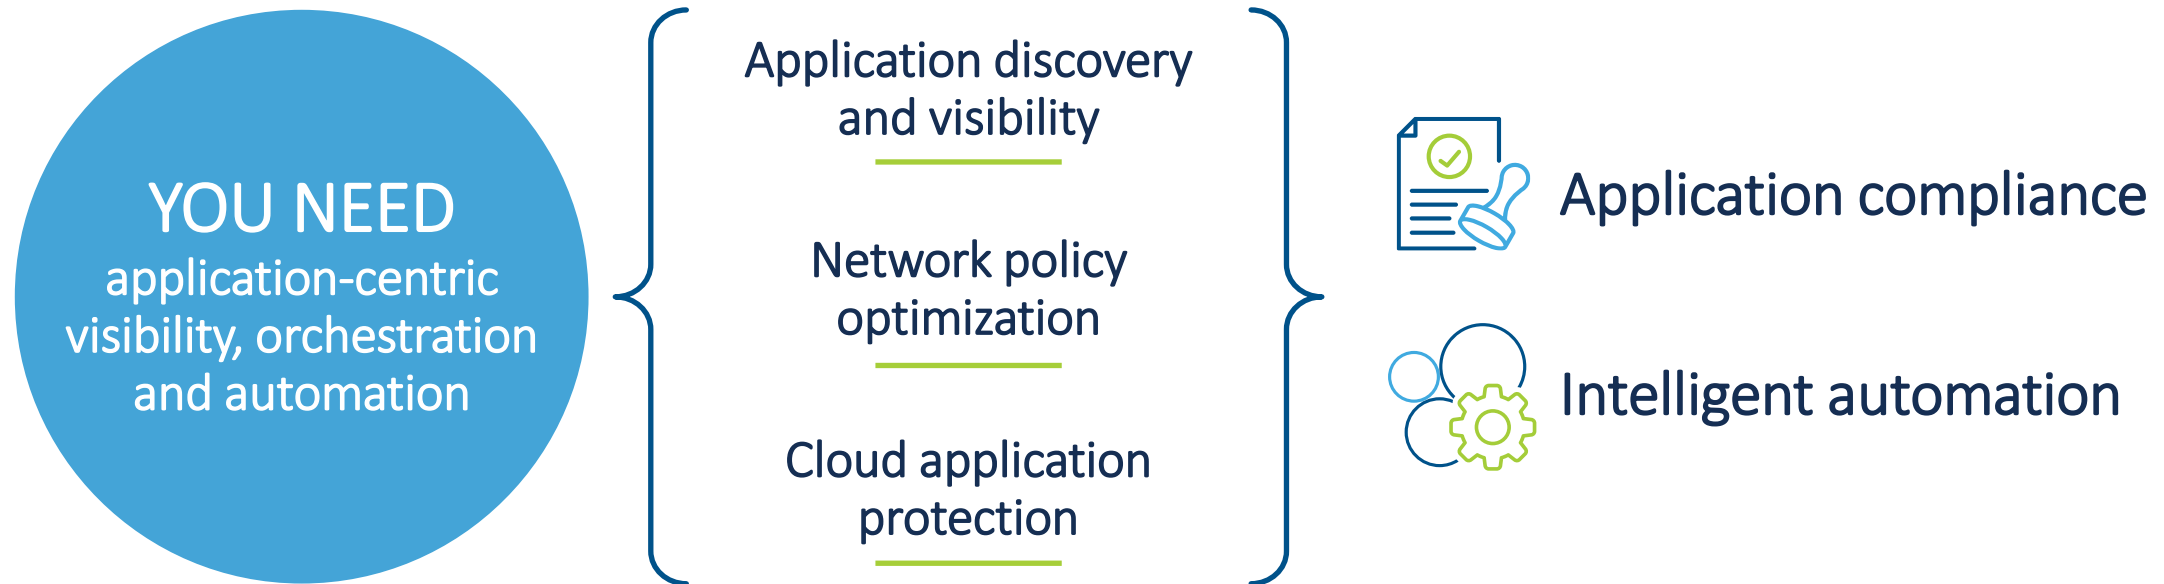 YOU NEED
application-centric
visibility, orchestration
and automation
Application discovery
and visibility
Network policy
optimization
Cloud application
protection
Application compliance
Intelligent automation